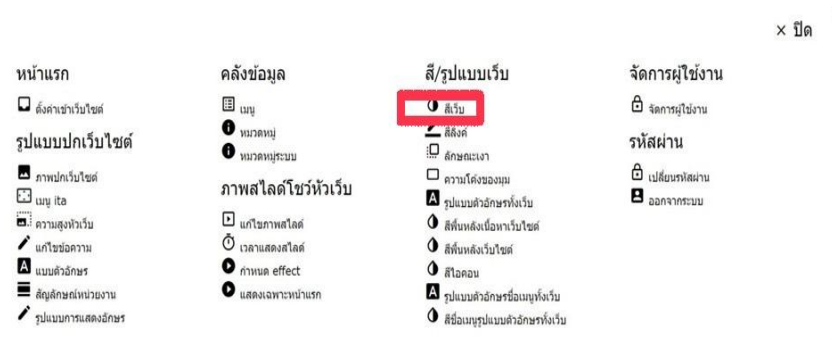 × ปิด
หน้าแรก
ตั้งค่าเข้าเว็บไซต์
รูปแบบปกเว็บไซต์
ภาพปกเว็บไซต์
เมนู ita
ความสูงหัวเว็บ
แก้ไขข้อความ
แบบตัวอักษร
สัญลักษณ์หน่วยงาน
รูปแบบการแสดงอักษร
คลังข้อมูล
เมนู
หมวดหมู่
หมวดหมู่ระบบ
ภาพสไลด์โชว์หัวเว็บ
แก้ไขภาพสไลด์
เวลาแสดงสไลด์
กำหนด effect
แสดงเฉพาะหน้าแรก
สี/รูปแบบเว็บ
สีเว็บ
สีลิงค์
ลักษณะเงา
ความโค้งของมุม
รูปแบบตัวอักษรทั้งเว็บ
สีพื้นหลังเนื้อหาเว็บไซต์
สีพื้นหลังเว็บไซต์
สีไอคอน
รูปแบบตัวอักษรชื่อเมนูทั้งเว็บ
สีชื่อเมนูรูปแบบตัวอักษรทั้งเว็บ
จัดการผู้ใช้งาน
จัดการผู้ใช้งาน
รหัสผ่าน
เปลี่ยนรหัสผ่าน
ออกจากระบบ